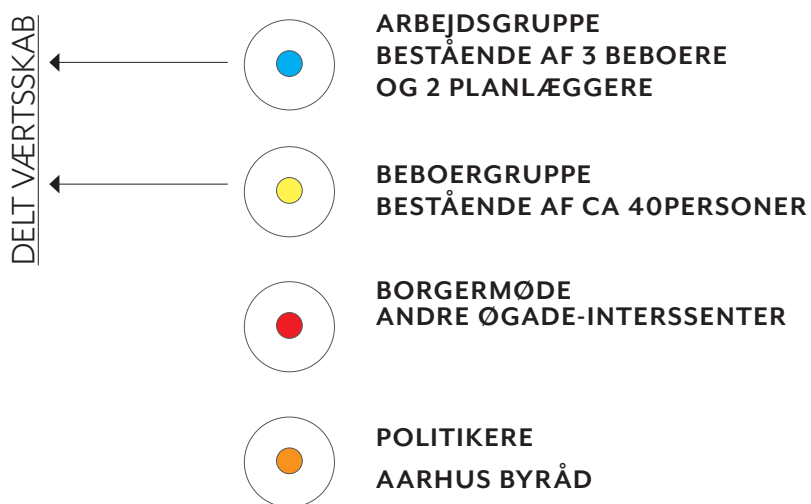 DELT VÆRTSSKAB
ARBEJDSGRUPPE
BESTÅENDE AF 3 BEBOERE
OG 2 PLANLÆGGERE
BEBOERGRUPPE
BESTÅENDE AF CA 40PERSONER
BORGERMØDE
ANDRE ØGADE-INTERSSENTER
POLITIKERE
AARHUS BYRÅD